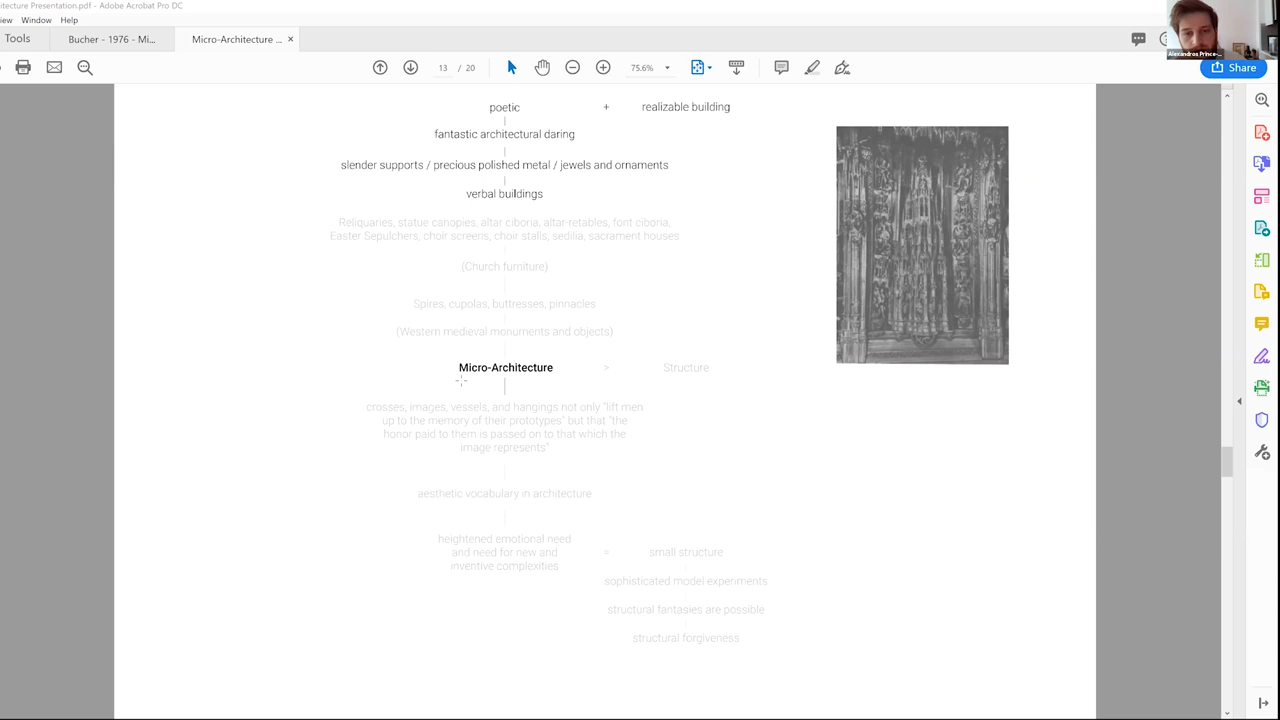 itecture Presentation.pdf - Adobe Acrobat Pro DC
iew Window Help
Tools Bucher - 1976 - Mi... Micro-Architecture ... ×
13 / 20 75.6% Share
Alexandros Prince-...
poetic + realizable building
fantastic architectural daring
slender supports / precious polished metal / jewels and ornaments
verbal buildings
Reliquaries, statue canopies, altar ciboria, altar-retables, font ciboria,
Easter Sepulchers, choir screens, choir stalls, sedilia, sacrament houses
(Church furniture)
Spires, cupolas, buttresses, pinnacles
(Western medieval monuments and objects)
Micro-Architecture > Structure
crosses, images, vessels, and hangings not only "lift men
up to the memory of their prototypes" but that "the
honor paid to them is passed on to that which the
image represents"
aesthetic vocabulary in architecture
heightened emotional need
and need for new and
inventive complexities
= small structure
sophisticated model experiments
structural fantasies are possible
structural forgiveness